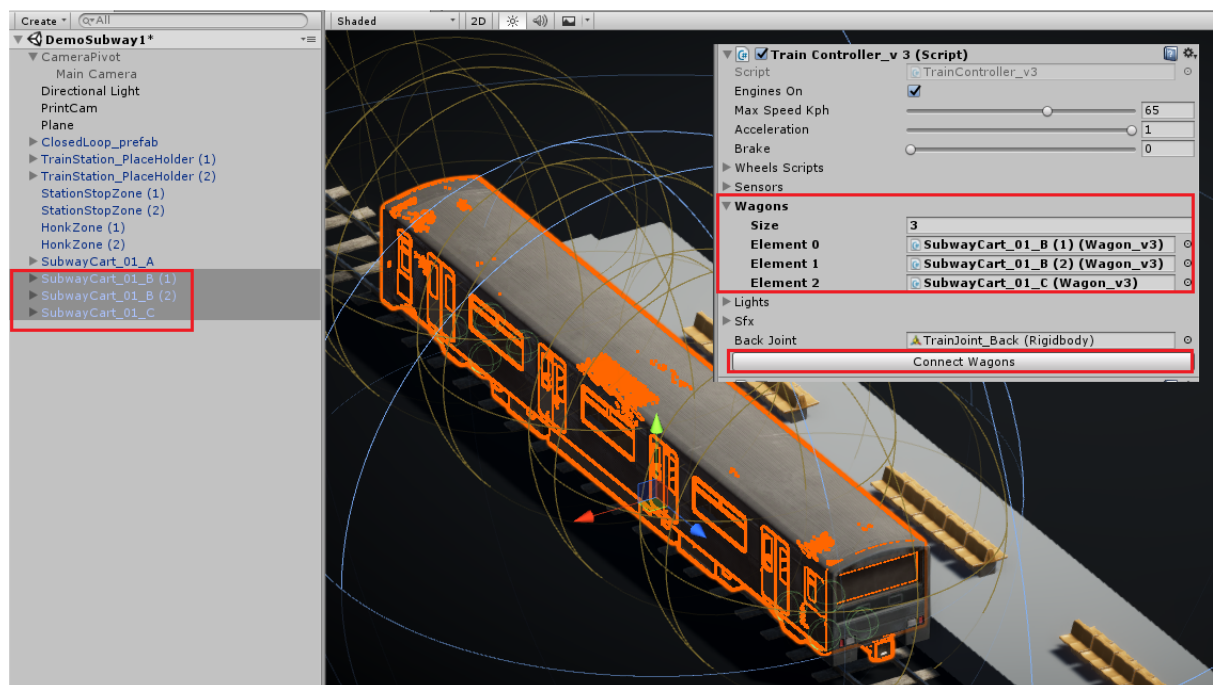 Create
All
DemoSubway1*
CameraPivot
Main Camera
Directional Light
PrintCam
Plane
ClosedLoop_prefab
TrainStation_PlaceHolder (1)
TrainStation_PlaceHolder (2)
StationStopZone (1)
StationStopZone (2)
HonkZone (1)
HonkZone (2)
SubwayCart_01_A
SubwayCart_01_B (1)
SubwayCart_01_B (2)
SubwayCart_01_C
Shaded 2D
Train Controller_v 3 (Script)
Script TrainController_v3
Engines On
Max Speed Kph 65
Acceleration 1
Brake 0
Wheels Scripts
Sensors
Wagons
Size 3
Element 0 SubwayCart_01_B (1) (Wagon_v3)
Element 1 SubwayCart_01_B (2) (Wagon_v3)
Element 2 SubwayCart_01_C (Wagon_v3)
Lights
Sfx
Back Joint TrainJoint_Back (Rigidbody)
Connect Wagons